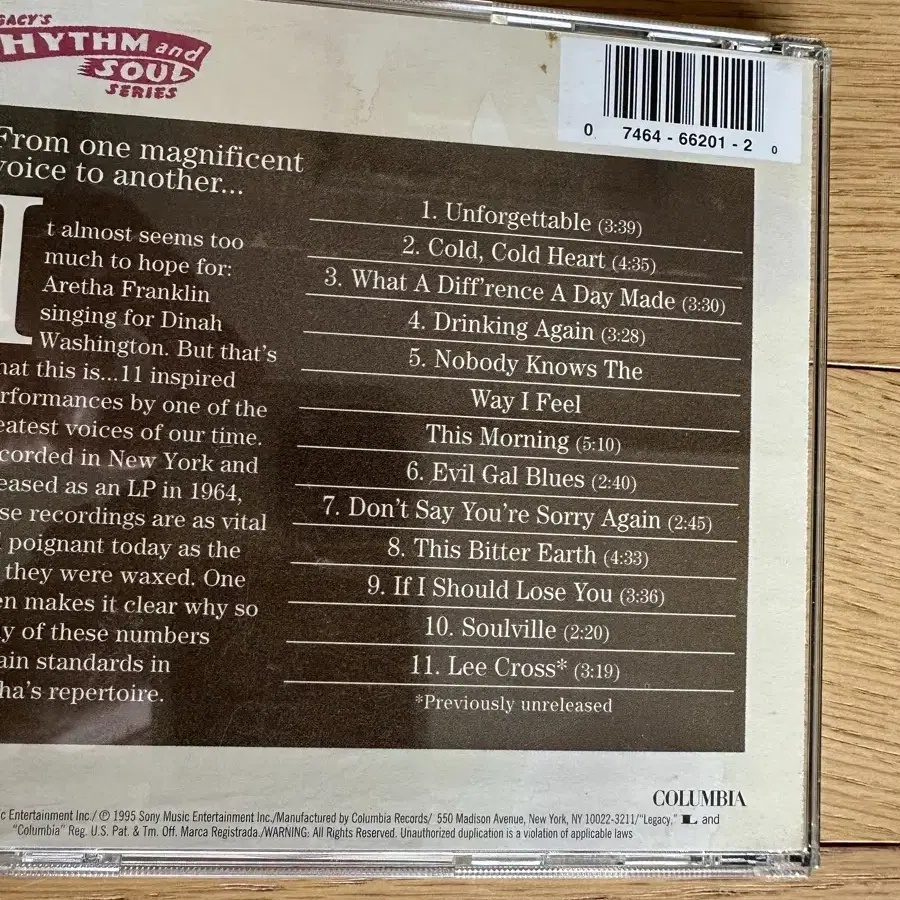 GACY'S
RHYTHM and
SOUL
SERIES
0 7464 - 66201 - 2 0
From one magnificent
voice to another...
It almost seems too
much to hope for:
Aretha Franklin
singing for Dinah
Washington. But that's
hat this is...11 inspired
rformances by one of the
eatest voices of our time.
corded in New York and
eased as an LP in 1964,
se recordings are as vital
poignant today as the
they were waxed. One
en makes it clear why so
y of these numbers
ain standards in
ha's repertoire.
1. Unforgettable (3:39)
2. Cold, Cold Heart (4:35)
3. What A Diff'rence A Day Made (3:30)
4. Drinking Again (3:28)
5. Nobody Knows The
Way I Feel
This Morning (5:10)
6. Evil Gal Blues (2:40)
7. Don't Say You're Sorry Again (2:45)
8. This Bitter Earth (4:33)
9. If I Should Lose You (3:36)
10. Soulville (2:20)
11. Lee Cross* (3:19)
*Previously unreleased
COLUMBIA
c Entertainment Inc./ ℗ 1995 Sony Music Entertainment Inc./Manufactured by Columbia Records/ 550 Madison Avenue, New York, NY 10022-3211/"Legacy," L and
"Columbia" Reg. U.S. Pat. & Tm. Off. Marca Registrada./WARNING: All Rights Reserved. Unauthorized duplication is a violation of applicable laws